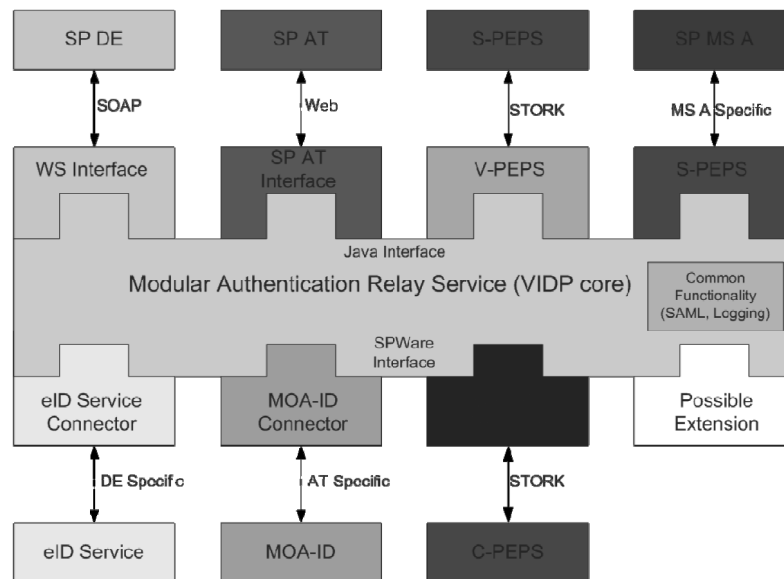 SP DE
SP AT
S-PEPS
SP MS A
SOAP
Web
STORK
MS A Specific
WS Interface
SP AT
Interface
V-PEPS
S-PEPS
Java Interface
Modular Authentication Relay Service (VIDP core)
Common
Functionality
(SAML, Logging)
SPWare
Interface
eID Service
Connector
MOA-ID
Connector
Possible
Extension
DE Specific
AT Specific
STORK
eID Service
MOA-ID
C-PEPS